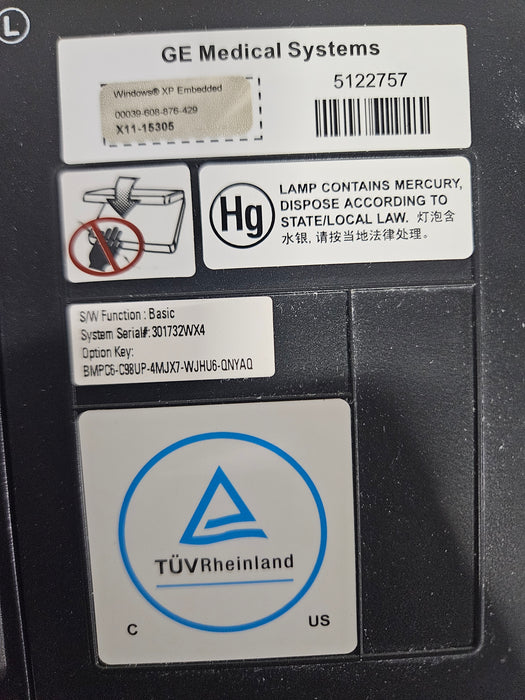 L
GE Medical Systems
Windows® XP Embedded
00039-608-876-429
X11-15305
5122757
Hg
LAMP CONTAINS MERCURY,
DISPOSE ACCORDING TO
STATE/LOCAL LAW. 灯泡含
水银, 请按当地法律处理。
S/W Function : Basic
System Serial#: 301732WX4
Option Key:
BMPC6-C98UP-4MJX7-WJHU6-QNYAQ
TÜVRheinland
C US